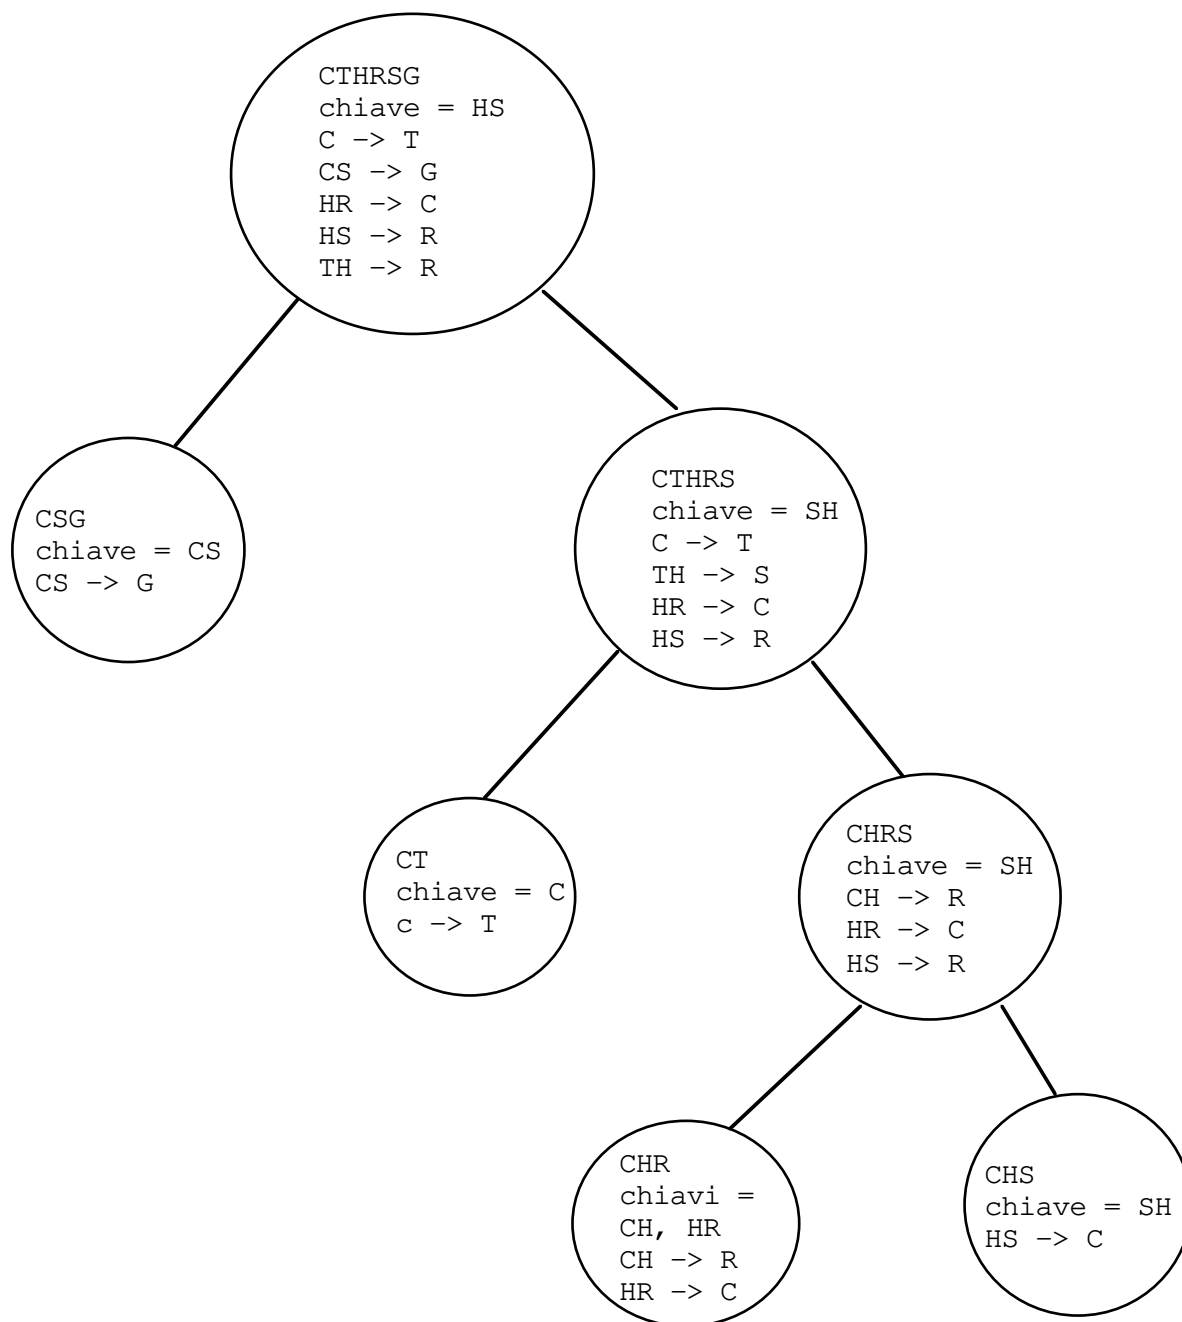 CTHRSG
chiave = HS
C −> T
CS −> G
HR −> C
HS −> R
TH −> R
CSG
chiave = CS
CS −> G
CTHRS
chiave = SH
C −> T
TH −> S
HR −> C
HS −> R
CT
chiave = C
c −> T
CHRS
chiave = SH
CH −> R
HR −> C
HS −> R
CHR
chiavi =
CH, HR
CH −> R
HR −> C
CHS
chiave = SH
HS −> C